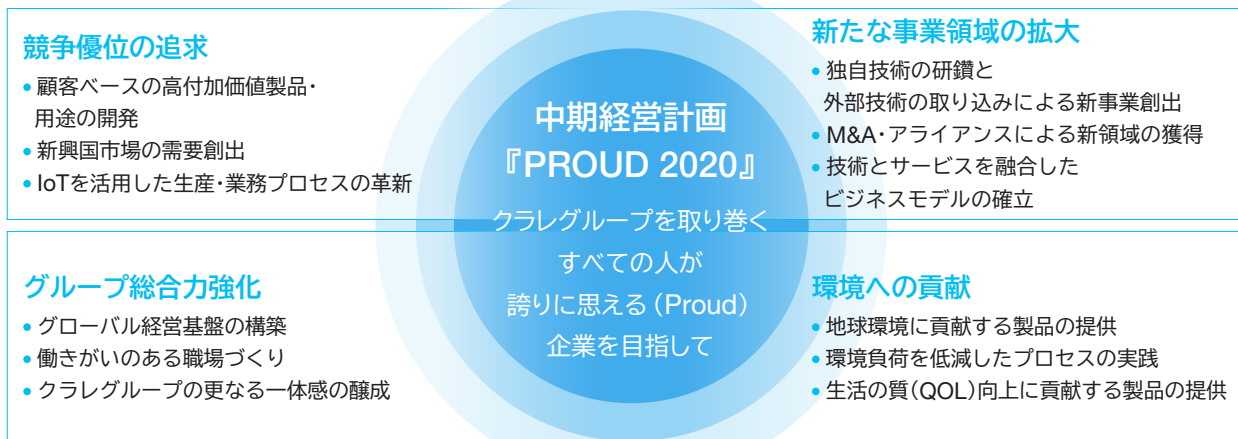 競争優位の追求
• 顧客ベースの高付加価値製品・
用途の開発
• 新興国市場の需要創出
• IoTを活用した生産・業務プロセスの革新
中期経営計画
『PROUD 2020』
クラレグループを取り巻く
すべての人が
誇りに思える（Proud）
企業を目指して
新たな事業領域の拡大
• 独自技術の研鑽と
外部技術の取り込みによる新事業創出
• M&A・アライアンスによる新領域の獲得
• 技術とサービスを融合した
ビジネスモデルの確立
グループ総合力強化
• グローバル経営基盤の構築
• 働きがいのある職場づくり
• クラレグループの更なる一体感の醸成
環境への貢献
• 地球環境に貢献する製品の提供
• 環境負荷を低減したプロセスの実践
• 生活の質（QOL）向上に貢献する製品の提供